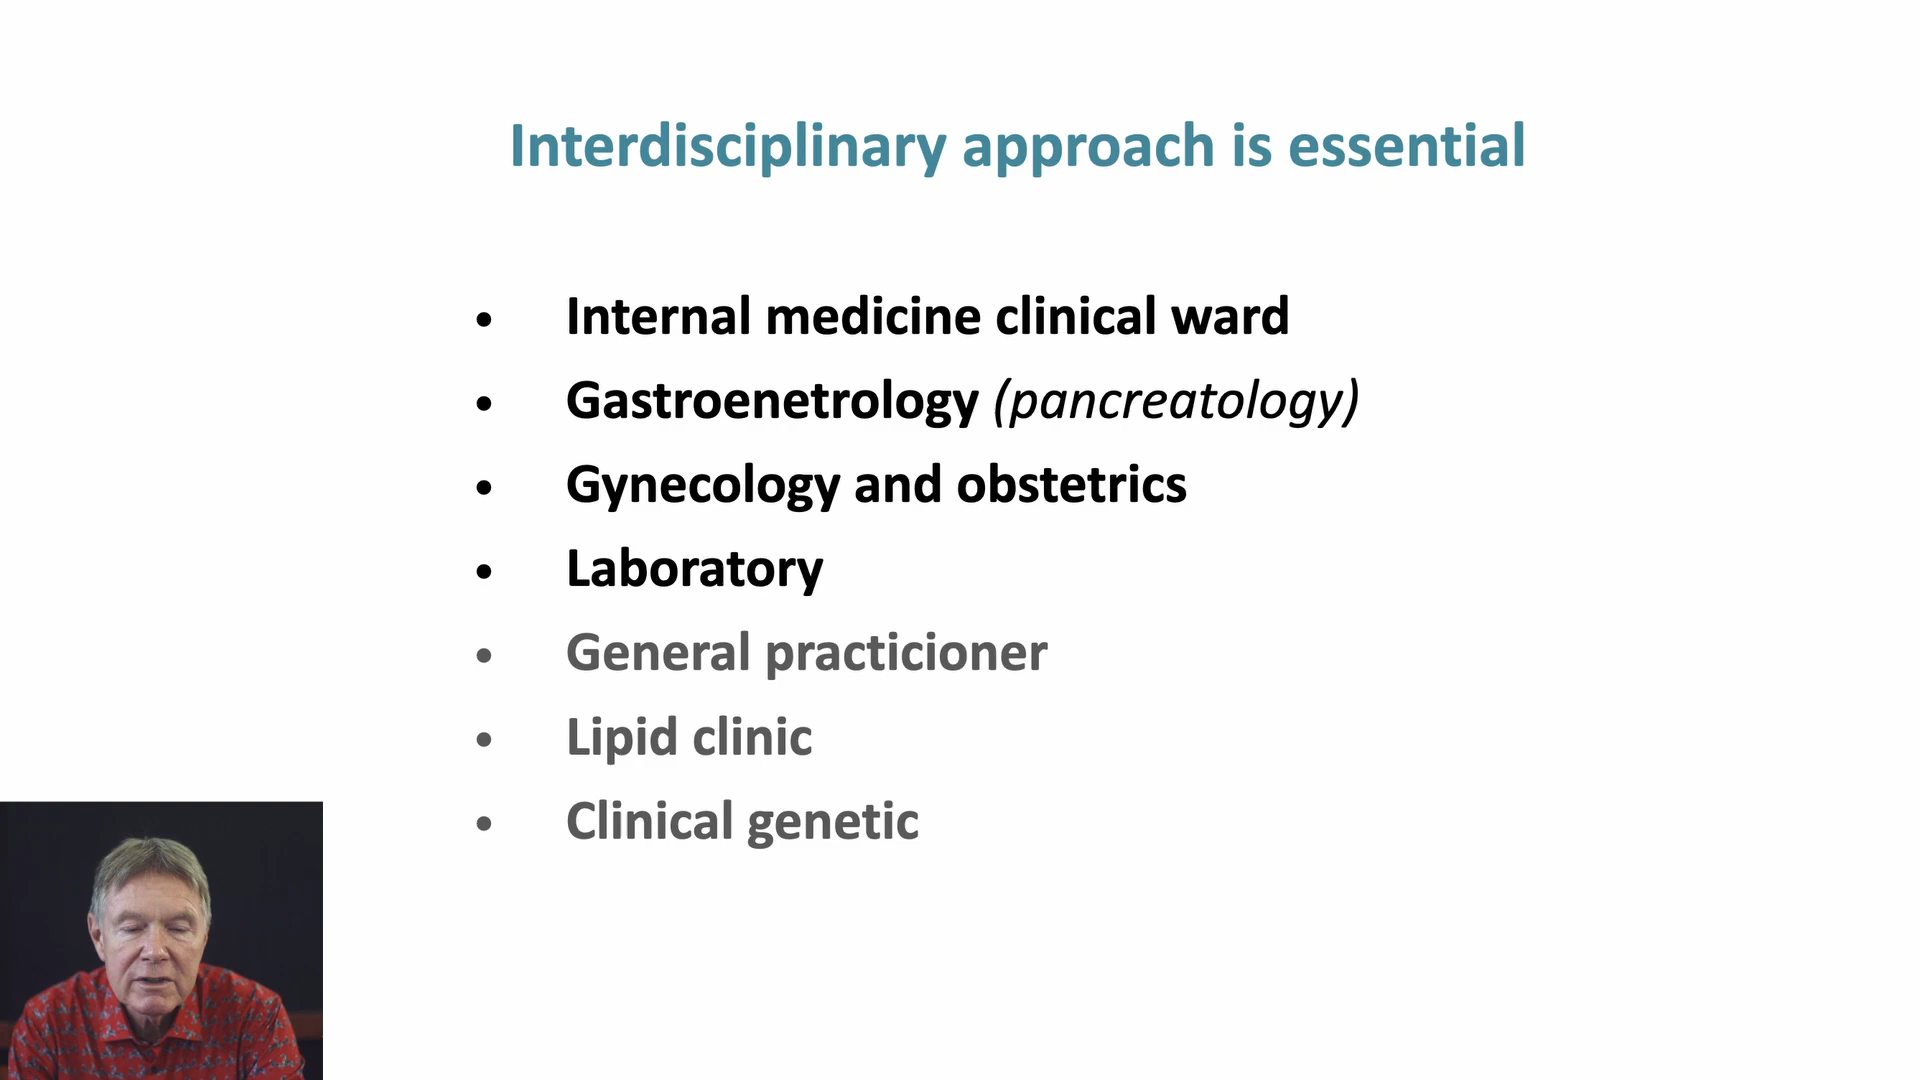 Interdisciplinary approach is essential
• Internal medicine clinical ward
• Gastroenetrology (pancreatology)
• Gynecology and obstetrics
• Laboratory
• General practicioner
• Lipid clinic
• Clinical genetic